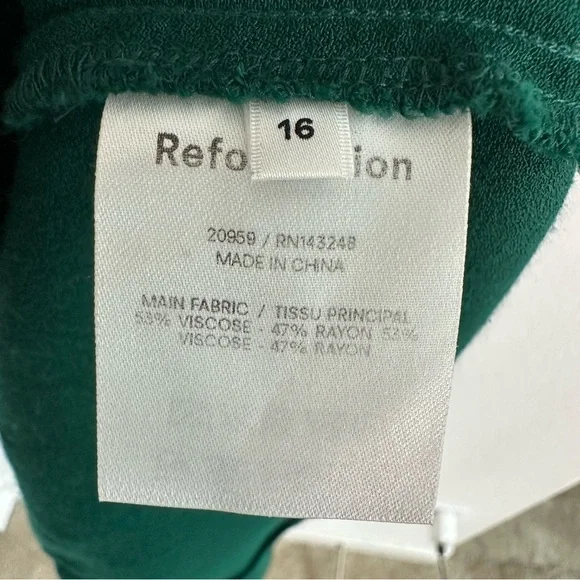 16
Refo ion
20959 / RN143248
MADE IN CHINA
MAIN FABRIC / TISSU PRINCIPAL
53% VISCOSE - 47% RAYON 53%
VISCOSE - 47% RAYON